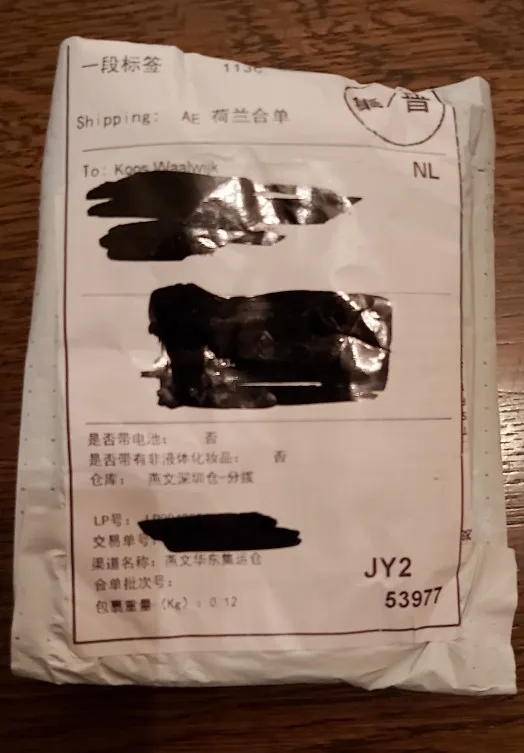 一段标签
Shipping: AE 荷兰合单
普
To: Koos Waalwijk
NL
是否带电池: 否
是否带有非液体化妆品: 否
仓库: 燕文深圳仓-分拨
LP号:
交易单号:
渠道名称: 燕文华东集运仓
合单批次号:
包裹重量 (Kg) : 0.12
JY2
53977